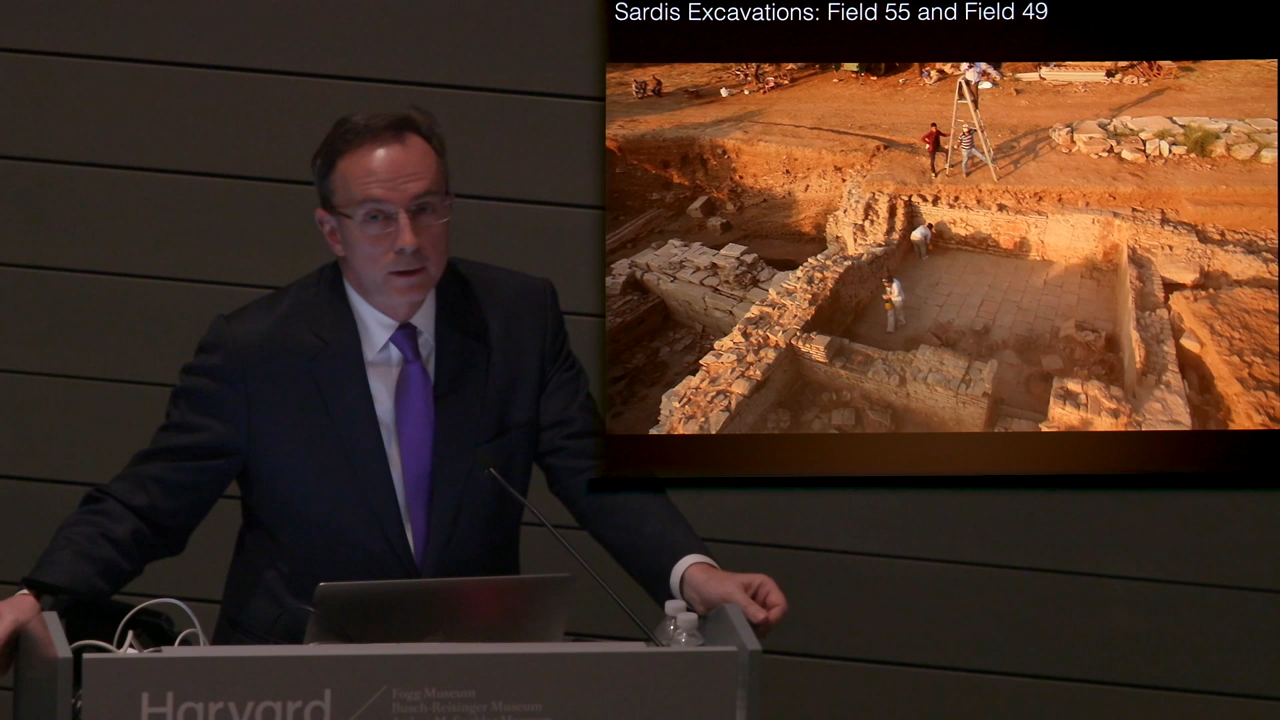 Sardis Excavations: Field 55 and Field 49
Harvard
Fogg Museum
Busch-Reisinger Museum